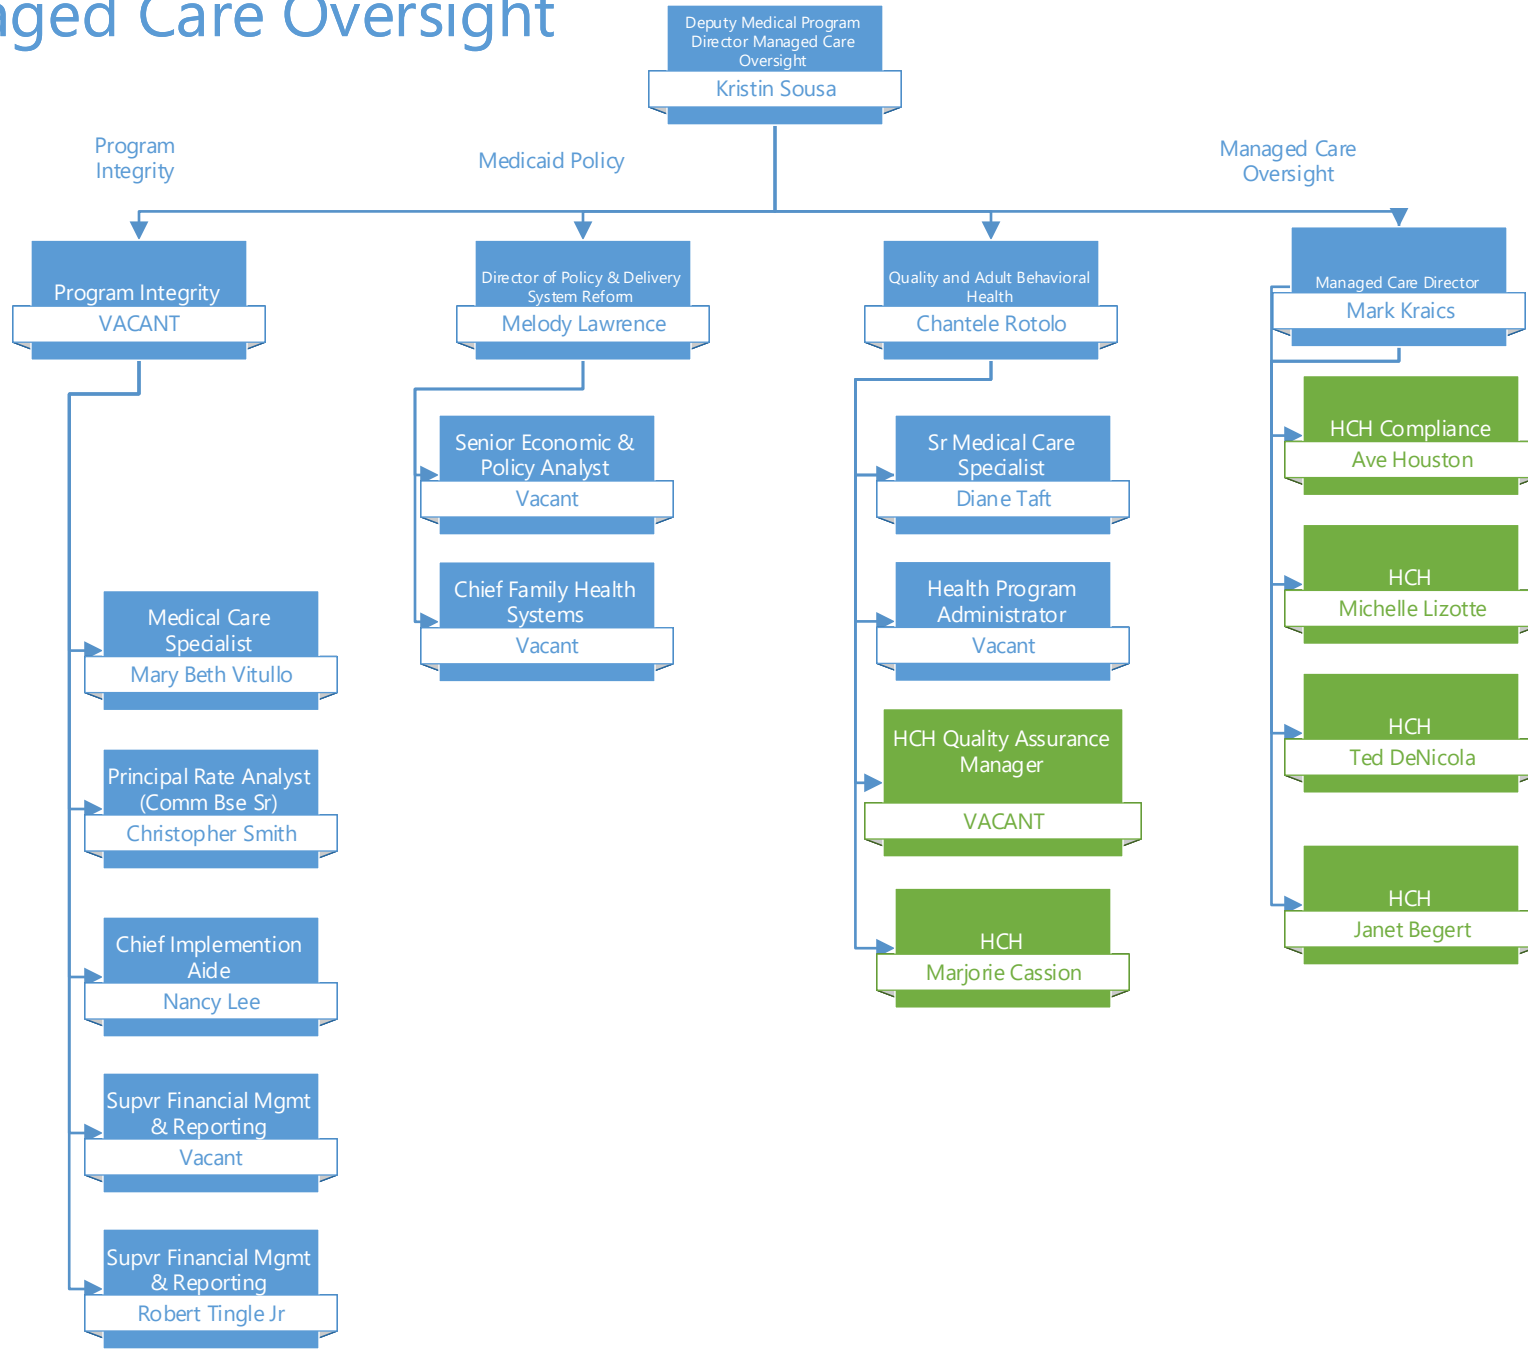 aged Care Oversight
Deputy Medical Program
Director Managed Care
Oversight
Kristin Sousa
Program
Integrity
Medicaid Policy
Managed Care
Oversight
Program Integrity
VACANT
Director of Policy & Delivery
System Reform
Melody Lawrence
Quality and Adult Behavioral
Health
Chantele Rotolo
Managed Care Director
Mark Kraics
Medical Care
Specialist
Mary Beth Vitullo
Principal Rate Analyst
(Comm Bse Sr)
Christopher Smith
Chief Implemention
Aide
Nancy Lee
Supvr Financial Mgmt
& Reporting
Vacant
Supvr Financial Mgmt
& Reporting
Robert Tingle Jr
Senior Economic &
Policy Analyst
Vacant
Chief Family Health
Systems
Vacant
Sr Medical Care
Specialist
Diane Taft
Health Program
Administrator
Vacant
HCH Quality Assurance
Manager
VACANT
HCH
Marjorie Cassion
HCH Compliance
Ave Houston
HCH
Michelle Lizotte
HCH
Ted DeNicola
HCH
Janet Begert